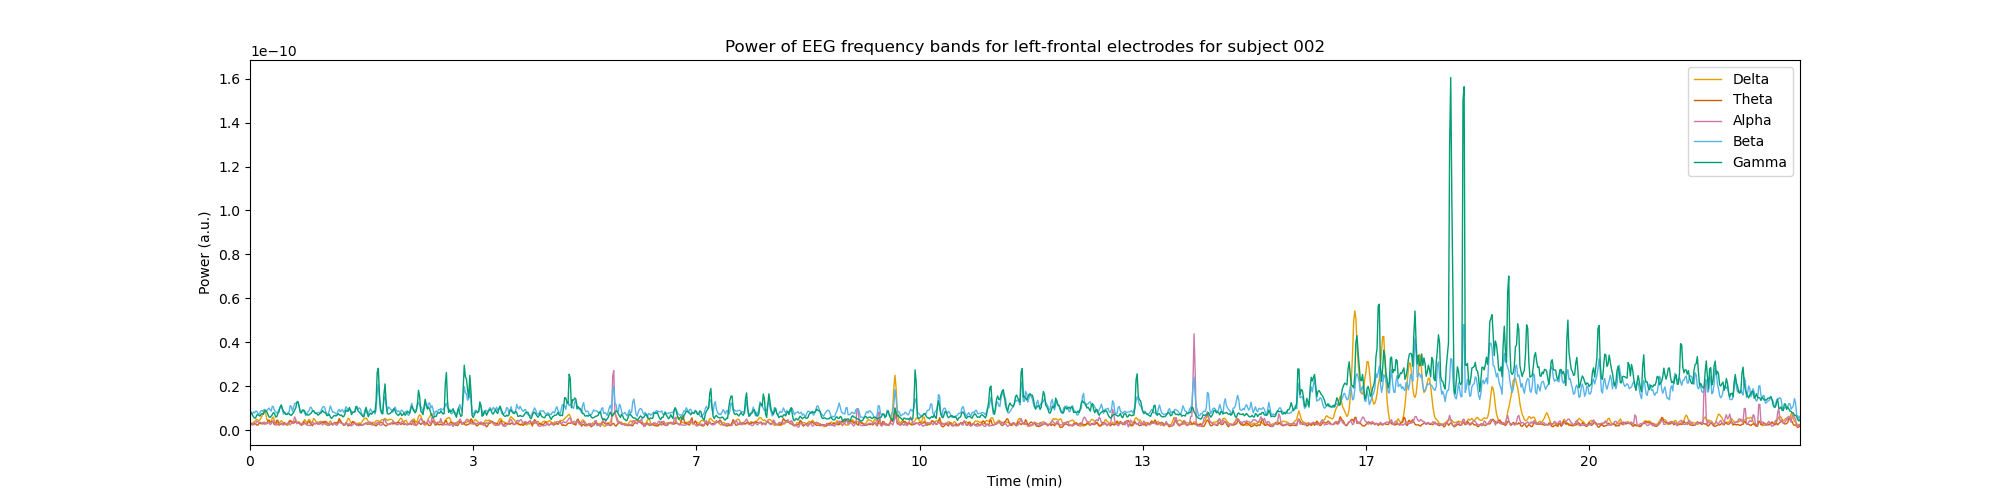 Power of EEG frequency bands for left-frontal electrodes for subject 002
1e−10
1.6
1.4
1.2
1.0
0.8
0.6
0.4
0.2
0.0
Power (a.u.)
Delta
Theta
Alpha
Beta
Gamma
0 3 7 10 13 17 20
Time (min)